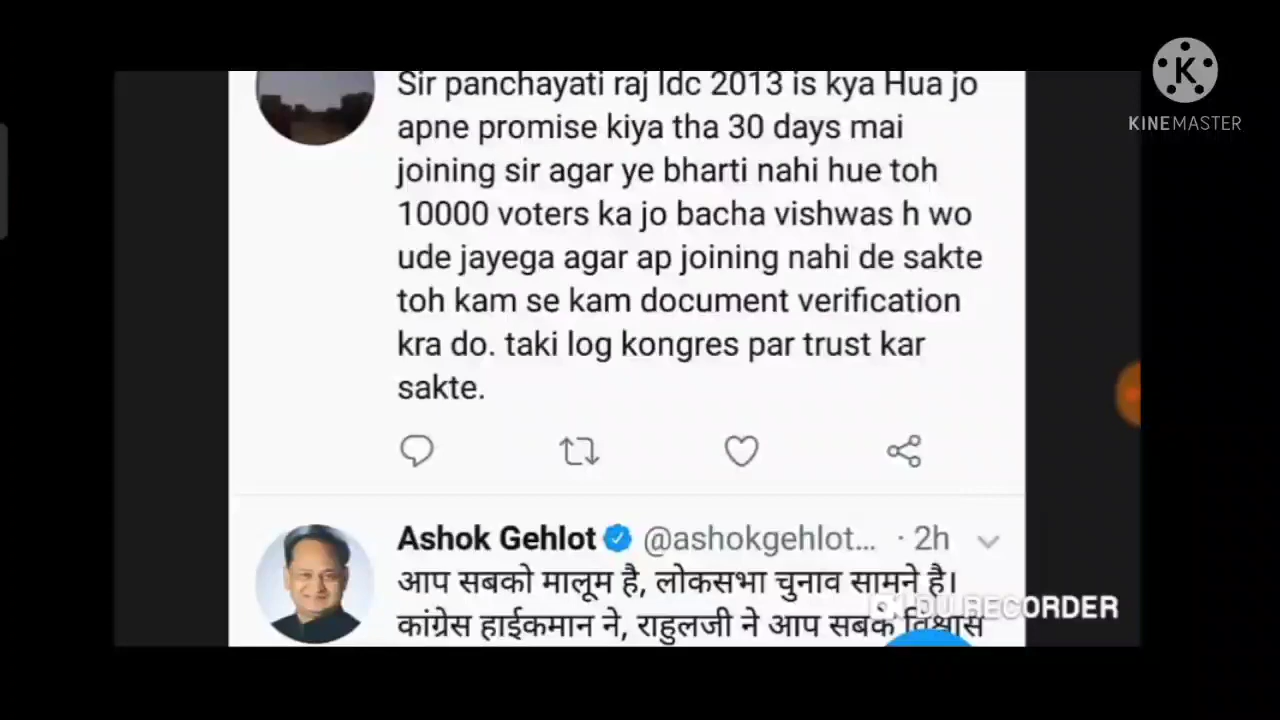 Sir panchayati raj ldc 2013 is kya Hua jo
apne promise kiya tha 30 days mai
joining sir agar ye bharti nahi hue toh
10000 voters ka jo bacha vishwas h wo
ude jayega agar ap joining nahi de sakte
toh kam se kam document verification
kra do. taki log kongres par trust kar
sakte.
Ashok Gehlot @ashokgehlot... · 2h
आप सबको मालूम है, लोकसभा चुनाव सामने है।
कांग्रेस हाईकमान ने, राहुलजी ने आप सबके विश्वास
K
KINEMASTER
DU RECORDER